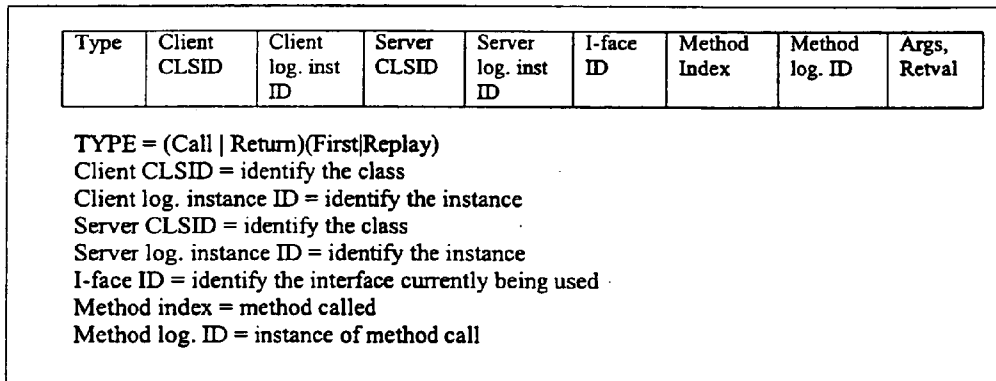 Type Client Client Server Server I-face Method Method Args,
CLSID log. inst CLSID log. inst ID Index log. ID Retval
ID ID
TYPE = (Call | Return)(First|Replay)
Client CLSID = identify the class
Client log. instance ID = identify the instance
Server CLSID = identify the class
Server log. instance ID = identify the instance
I-face ID = identify the interface currently being used
Method index = method called
Method log. ID = instance of method call